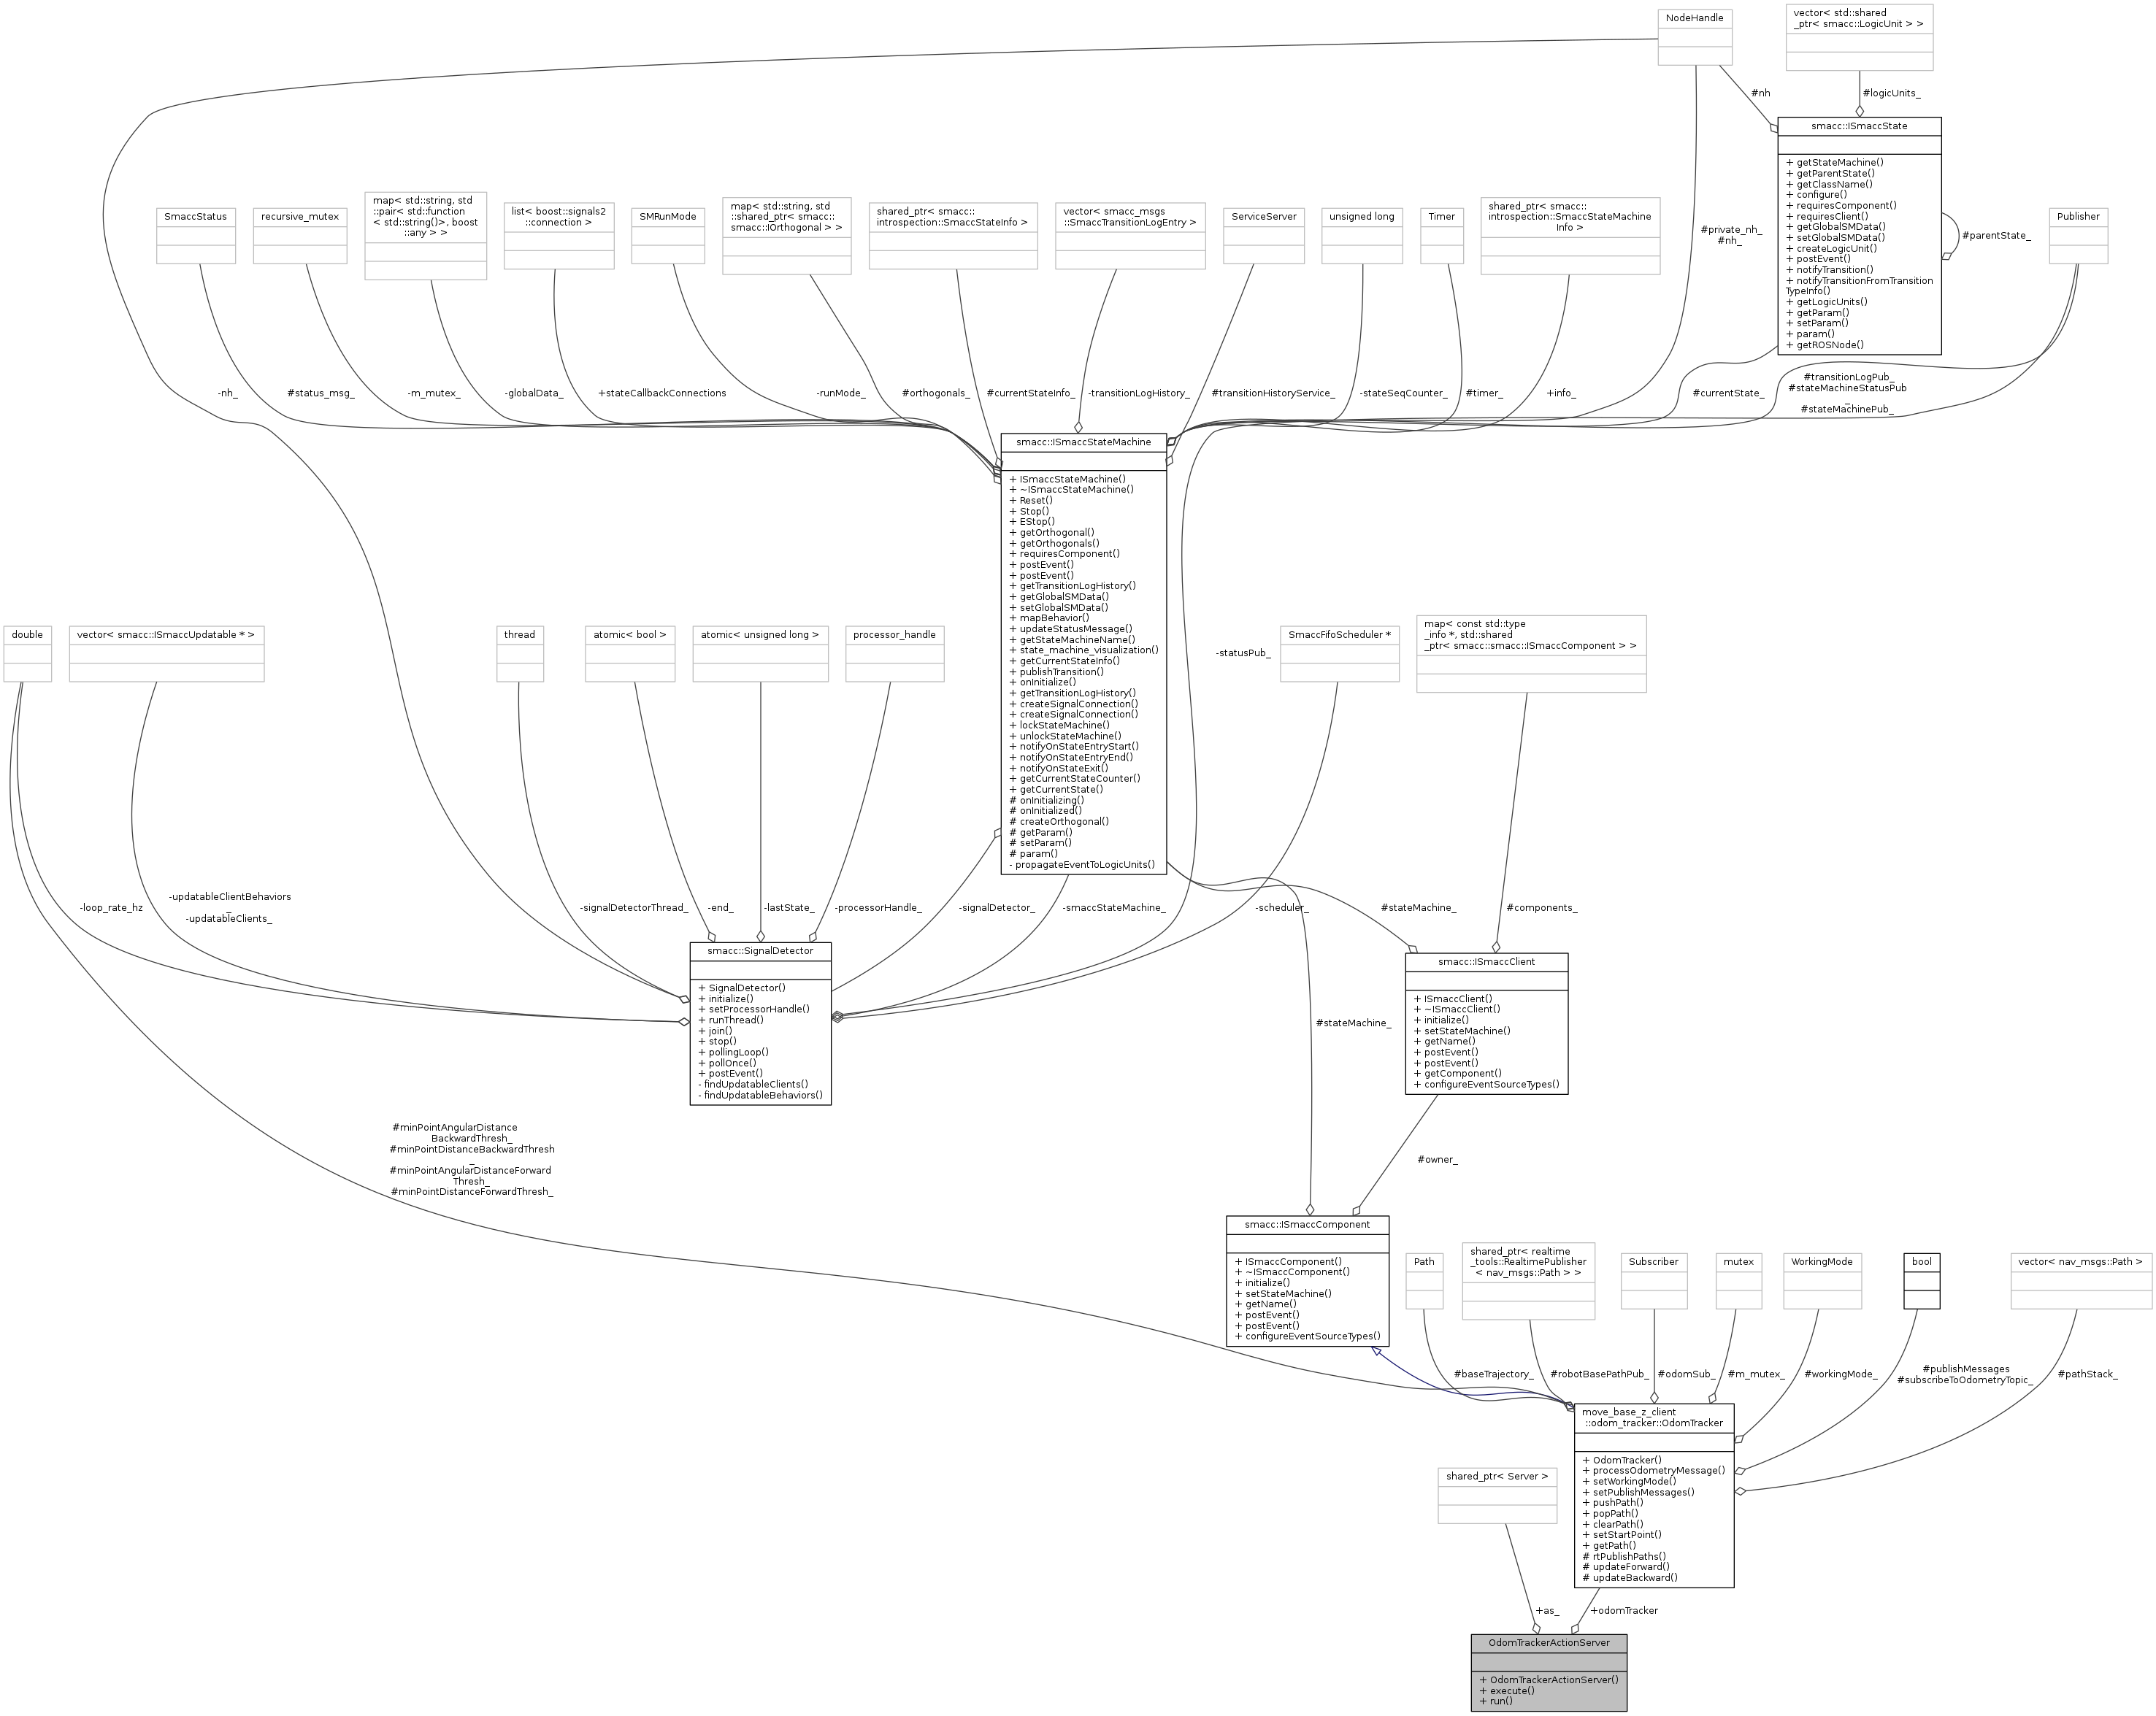 NodeHandle
vector< std::shared
_ptr< smacc::LogicUnit > >
#nh
#logicUnits_
smacc::ISmaccState
+ getStateMachine()
+ getParentState()
+ getClassName()
+ configure()
+ requiresComponent()
+ requiresClient()
+ getGlobalSMData()
+ setGlobalSMData()
+ createLogicUnit()
+ postEvent()
+ notifyTransition()
+ notifyTransitionFromTransition
TypeInfo()
+ getLogicUnits()
+ getParam()
+ setParam()
+ param()
+ getROSNode()
#parentState_
#private_nh_
#nh_
SmaccStatus
recursive_mutex
map< std::string, std
::pair< std::function
< std::string()>, boost
::any > >
list< boost::signals2
::connection >
SMRunMode
map< std::string, std
::shared_ptr< smacc::
smacc::IOrthogonal > >
shared_ptr< smacc::
introspection::SmaccStateInfo >
vector< smacc_msgs
::SmaccTransitionLogEntry >
ServiceServer
unsigned long
Timer
shared_ptr< smacc::
introspection::SmaccStateMachine
Info >
Publisher
-nh_
#status_msg_
-m_mutex_
-globalData_
+stateCallbackConnections
-runMode_
#orthogonals_
#currentStateInfo_
-transitionLogHistory_
#transitionHistoryService_
-stateSeqCounter_
#timer_
+info_
#currentState_
#transitionLogPub_
#stateMachineStatusPub
_
#stateMachinePub_
smacc::ISmaccStateMachine
+ ISmaccStateMachine()
+ ~ISmaccStateMachine()
+ Reset()
+ Stop()
+ EStop()
+ getOrthogonal()
+ getOrthogonals()
+ requiresComponent()
+ postEvent()
+ postEvent()
+ getTransitionLogHistory()
+ getGlobalSMData()
+ setGlobalSMData()
+ mapBehavior()
+ updateStatusMessage()
+ getStateMachineName()
+ state_machine_visualization()
+ getCurrentStateInfo()
+ publishTransition()
+ onInitialize()
+ getTransitionLogHistory()
+ createSignalConnection()
+ createSignalConnection()
+ lockStateMachine()
+ unlockStateMachine()
+ notifyOnStateEntryStart()
+ notifyOnStateEntryEnd()
+ notifyOnStateExit()
+ getCurrentStateCounter()
+ getCurrentState()
# onInitializing()
# onInitialized()
# createOrthogonal()
# getParam()
# setParam()
# param()
- propagateEventToLogicUnits()
double
vector< smacc::ISmaccUpdatable * >
thread
atomic< bool >
atomic< unsigned long >
processor_handle
-statusPub_
SmaccFifoScheduler *
map< const std::type
_info *, std::shared
_ptr< smacc::smacc::ISmaccComponent > >
-loop_rate_hz
-updatableClientBehaviors
_
-updatableClients_
-signalDetectorThread_
-end_
-lastState_
-processorHandle_
-signalDetector_
-smaccStateMachine_
-scheduler_
#stateMachine_
#components_
smacc::SignalDetector
+ SignalDetector()
+ initialize()
+ setProcessorHandle()
+ runThread()
+ join()
+ stop()
+ pollingLoop()
+ pollOnce()
+ postEvent()
- findUpdatableClients()
- findUpdatableBehaviors()
smacc::ISmaccClient
+ ISmaccClient()
+ ~ISmaccClient()
+ initialize()
+ setStateMachine()
+ getName()
+ postEvent()
+ postEvent()
+ getComponent()
+ configureEventSourceTypes()
#stateMachine_
#minPointAngularDistance
BackwardThresh_
#minPointDistanceBackwardThresh
_
#minPointAngularDistanceForward
Thresh_
#minPointDistanceForwardThresh_
#owner_
smacc::ISmaccComponent
+ ISmaccComponent()
+ ~ISmaccComponent()
+ initialize()
+ setStateMachine()
+ getName()
+ postEvent()
+ postEvent()
+ configureEventSourceTypes()
Path
shared_ptr< realtime
_tools::RealtimePublisher
< nav_msgs::Path > >
Subscriber
mutex
WorkingMode
bool
vector< nav_msgs::Path >
#baseTrajectory_
#robotBasePathPub_
#odomSub_
#m_mutex_
#workingMode_
#publishMessages
#subscribeToOdometryTopic_
#pathStack_
move_base_z_client
::odom_tracker::OdomTracker
+ OdomTracker()
+ processOdometryMessage()
+ setWorkingMode()
+ setPublishMessages()
+ pushPath()
+ popPath()
+ clearPath()
+ setStartPoint()
+ getPath()
# rtPublishPaths()
# updateForward()
# updateBackward()
shared_ptr< Server >
+as_
+odomTracker
OdomTrackerActionServer
+ OdomTrackerActionServer()
+ execute()
+ run()